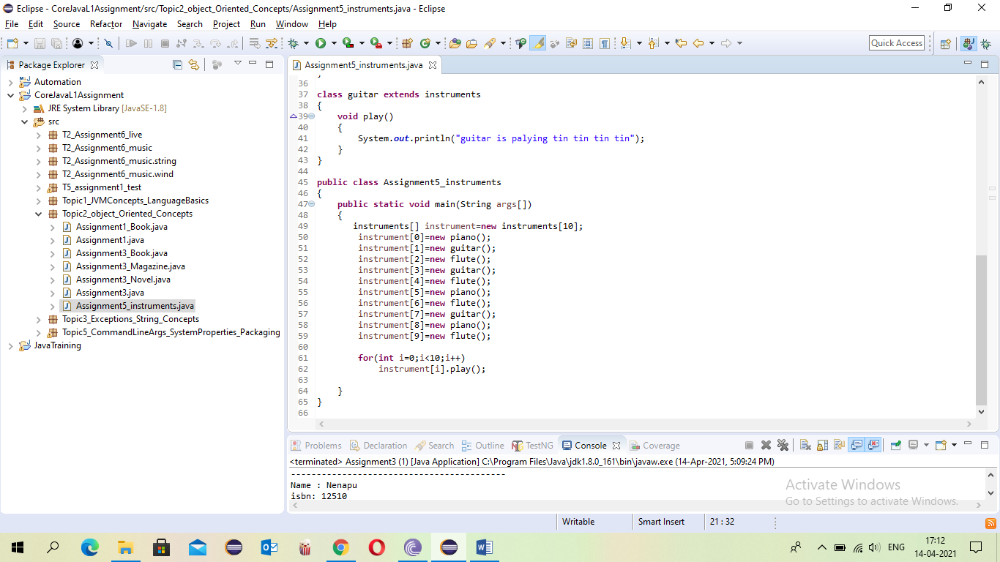 Eclipse - CoreJavaL1Assignment/src/Topic2_object_Oriented_Concepts/Assignment5_instruments.java - Eclipse
File Edit Source Refactor Navigate Search Project Run Window Help
Quick Access
Package Explorer
Automation
CoreJavaL1Assignment
JRE System Library [JavaSE-1.8]
src
T2_Assignment6_live
T2_Assignment6_music
T2_Assignment6_music.string
T2_Assignment6_music.wind
T5_assignment1_test
Topic1_JVMConcepts_LanguageBasics
Topic2_object_Oriented_Concepts
Assignment1_Book.java
Assignment1.java
Assignment3_Book.java
Assignment3_Magazine.java
Assignment3_Novel.java
Assignment3.java
Assignment5_instruments.java
Topic3_Exceptions_String_Concepts
Topic5_CommandLineArgs_SystemProperties_Packaging
JavaTraining
Assignment5_instruments.java
36
37 class guitar extends instruments
38 {
39 void play()
40 {
41 System.out.println("guitar is palying tin tin tin tin");
42 }
43 }
44
45 public class Assignment5_instruments
46 {
47 public static void main(String args[])
48 {
49 instruments[] instrument=new instruments[10];
50 instrument[0]=new piano();
51 instrument[1]=new guitar();
52 instrument[2]=new flute();
53 instrument[3]=new guitar();
54 instrument[4]=new flute();
55 instrument[5]=new piano();
56 instrument[6]=new flute();
57 instrument[7]=new guitar();
58 instrument[8]=new piano();
59 instrument[9]=new flute();
60
61 for(int i=0;i<10;i++)
62 instrument[i].play();
63
64 }
65 }
66
Problems Declaration Search Outline TestNG Console Coverage
<terminated> Assignment3 (1) [Java Application] C:\Program Files\Java\jdk1.8.0_161\bin\javaw.exe (14-Apr-2021, 5:09:24 PM)
------------------------------------------
Name : Nenapu
isbn: 12510
Activate Windows
Go to Settings to activate Windows.
Writable Smart Insert 21 : 32
ENG 17:12
14-04-2021